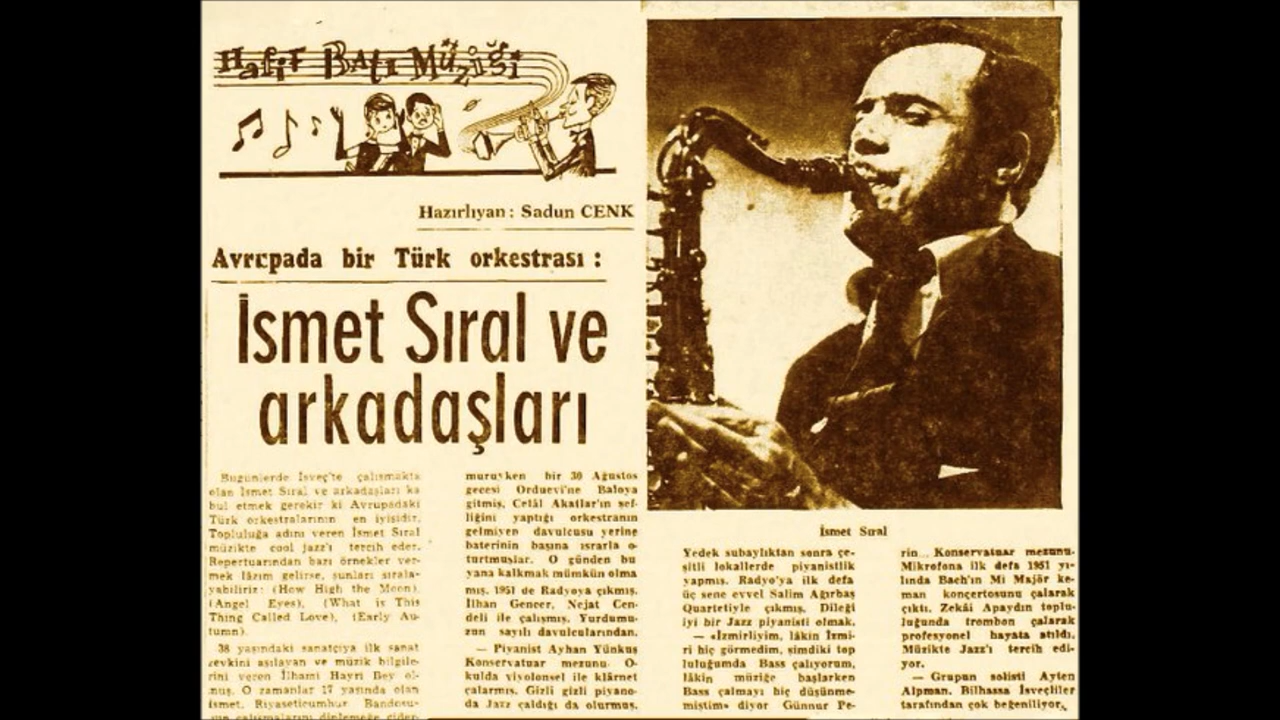 Hafif Batı Müziği
Hazırlıyan: Sadun CENK
Avrupada bir Türk orkestrası:
İsmet Sıral ve
arkadaşları
Bugünlerde İsveç'te çalışmakta
olan İsmet Sıral ve arkadaşları ka
bul etmek gerekir ki Avrupadaki
Türk orkestralarının en iyisidir.
Topluluğa adını veren İsmet Sıral
müzikte cool jazz'ı tercih eder.
Repertuarından bazı örnekler ver-
mek lâzım gelirse, şunları sırala-
yabiliriz: (How High the Moon),
(Angel Eyes), (What is This
Thing Called Love), (Early Au-
tumn).
38 yaşındaki sanatçıya ilk sanat
zevkini aşılayan ve müzik bilgile-
rini veren İlhami Hayri Bey ol-
muş. O zamanlar 17 yaşında olan
İsmet, Riyaseticumhur Bandosu-
nun çalışmalarını dinlemeğe giden
muruyken bir 30 Ağustos
gecesi Orduevi'ne Baloya
gitmiş, Celâl Akatlar'ın şef-
liğini yaptığı orkestranın
gelmiyen davulcusu yerine
baterinin başına ısrarla o-
turtmuşlar. O günden bu
yana kalkmak mümkün olma
mış. 1951 de Radyoya çıkmış.
İlhan Gencer, Nejat Cen-
deli ile çalışmış. Yurdumu-
zun sayılı davulcularından.
— Piyanist Ayhan Yünkuş
Konservatuar mezunu. O-
kulda viyolonsel ile klârnet
çalarmış. Gizli gizli piyano-
da Jazz çaldığı da olurmuş.
İsmet Sıral
Yedek subaylıktan sonra çe-
şitli lokallerde piyanistlik
yapmış. Radyo'ya ilk defa
üç sene evvel Salim Ağırbaş
Quartetiyle çıkmış. Dileği
iyi bir Jazz piyanisti olmak.
— «İzmirliyim, lâkin İzmi-
ri hiç görmedim, şimdiki top
luluğumda Bass çalıyorum,
lâkin müziğe başlarken
Bass çalmayı hiç düşünme-
miştim» diyor Günnur Pe-
rin... Konservatuar mezunu.
Mikrofona ilk defa 1951 yı-
lında Bach'ın Mi Majör ke-
man konçertosunu çalarak
çıktı. Zekâi Apaydın toplu-
luğunda trombon çalarak
profesyonel hayata atıldı.
Müzikte Jazz'ı tercih edi-
yor.
— Grupun solisti Ayten
Alpman. Bilhassa İsveçliler
tarafından çok beğeniliyor.